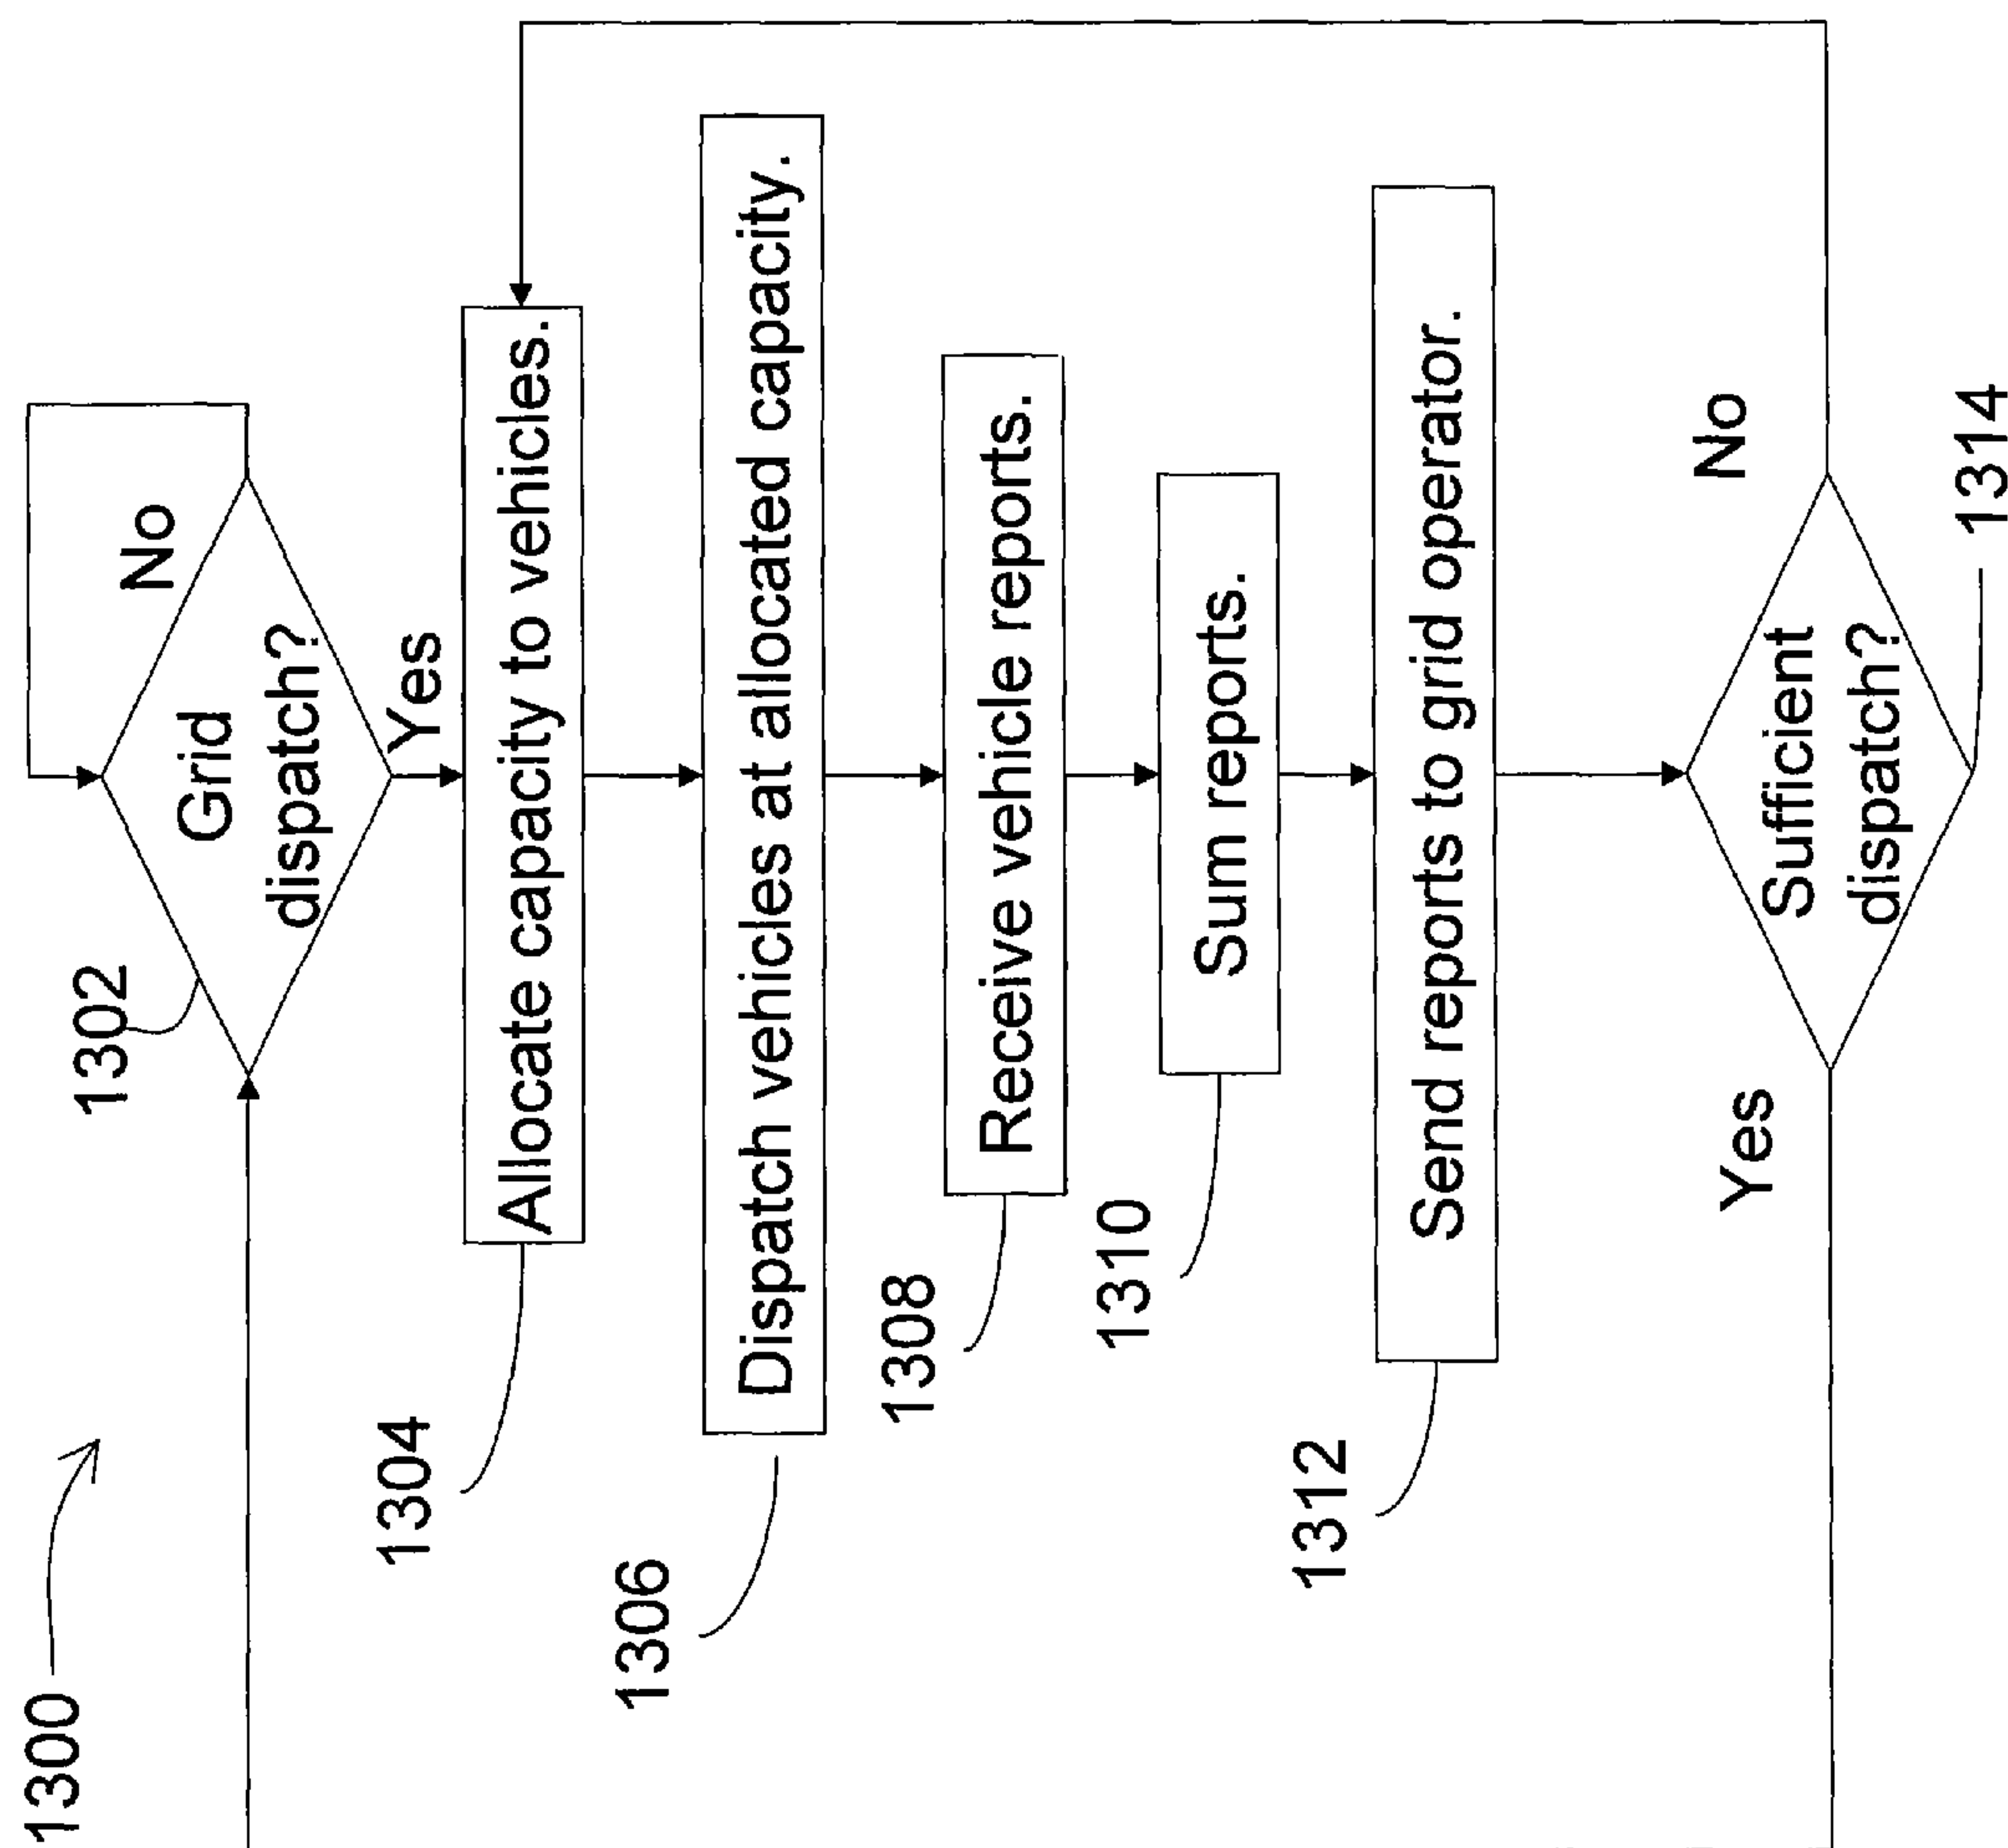 1300
1302
Grid
dispatch?
No
Yes
1304
Allocate capacity to vehicles.
1306
Dispatch vehicles at allocated capacity.
1308
Receive vehicle reports.
1310
Sum reports.
1312
Send reports to grid operator.
Yes
Sufficient
dispatch?
No
1314